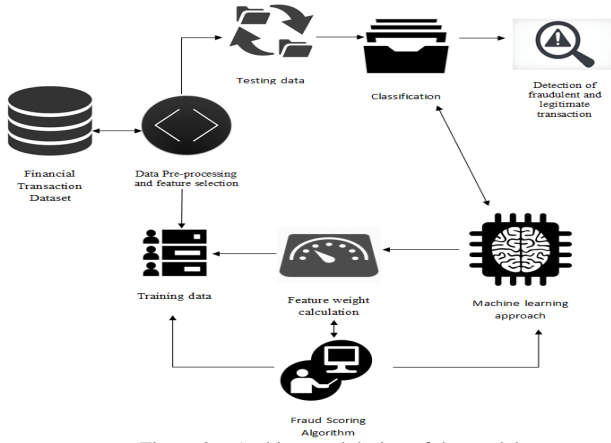 Testing data
Classification
Detection of
fraudulent and
legitimate
transaction
Financial
Transaction
Dataset
Data Pre-processing
and feature selection
Training data
Feature weight
calculation
Machine learning
approach
Fraud Scoring
Algorithm